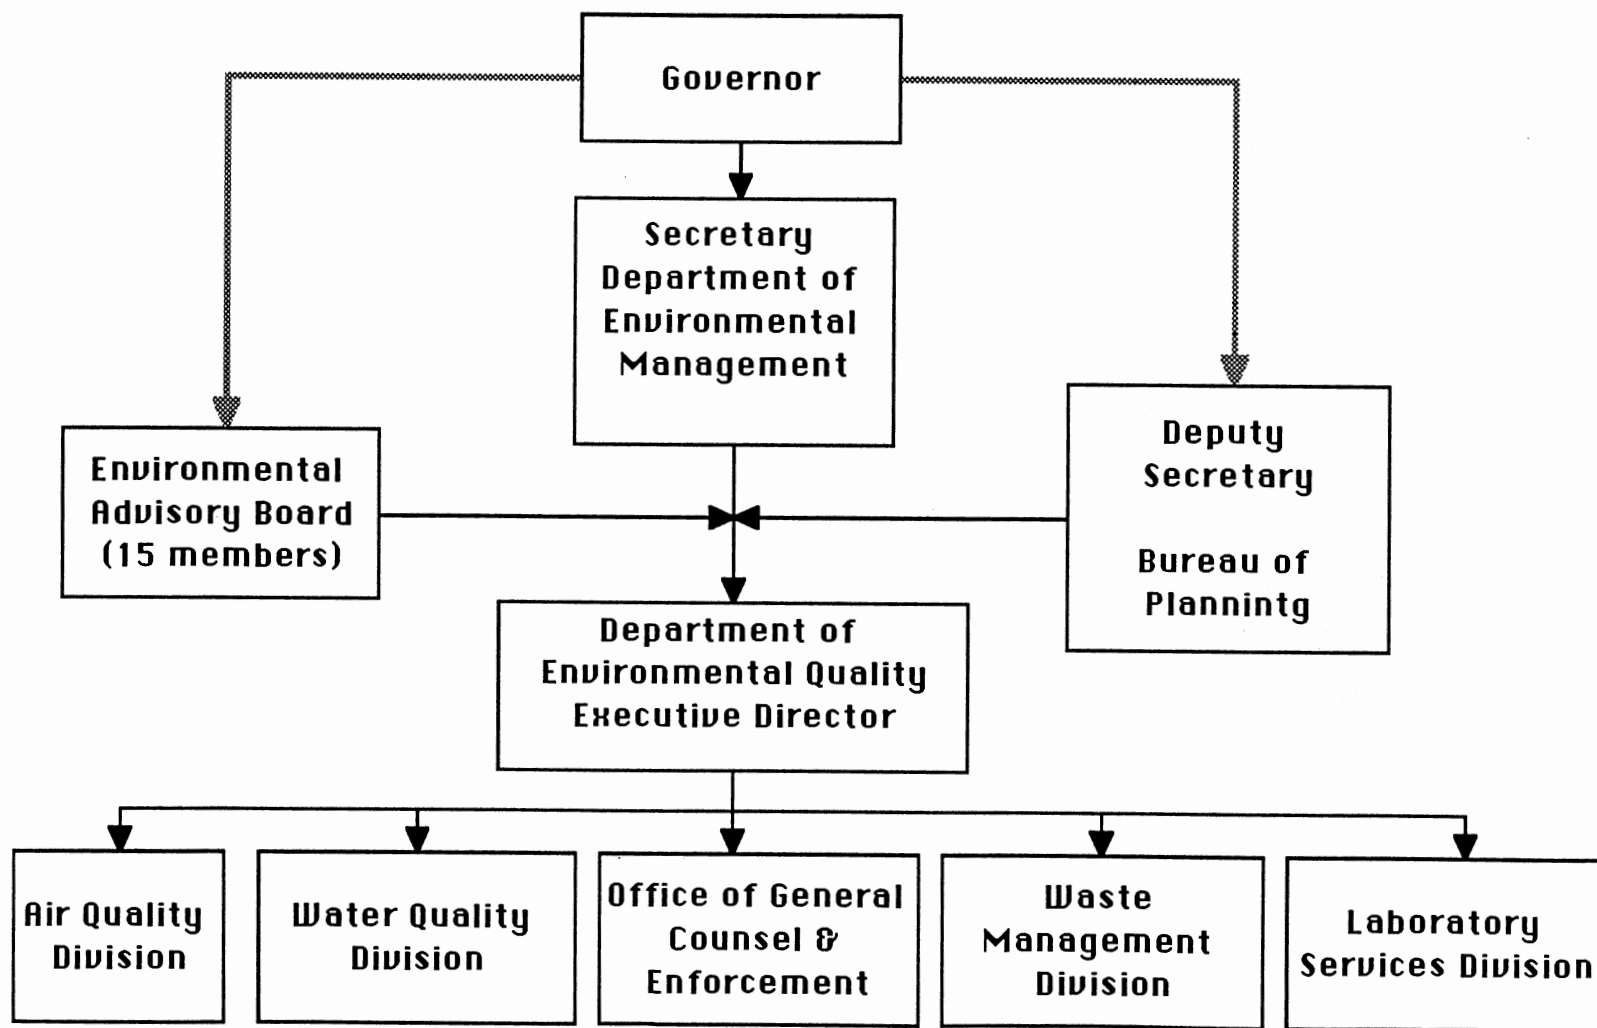 Governor
Secretary
Department of
Environmental
Management
Environmental
Advisory Board
(15 members)
Deputy
Secretary
Bureau of
Plannintg
Department of
Environmental Quality
Executive Director
Air Quality
Division
Water Quality
Division
Office of General
Counsel &
Enforcement
Waste
Management
Division
Laboratory
Services Division